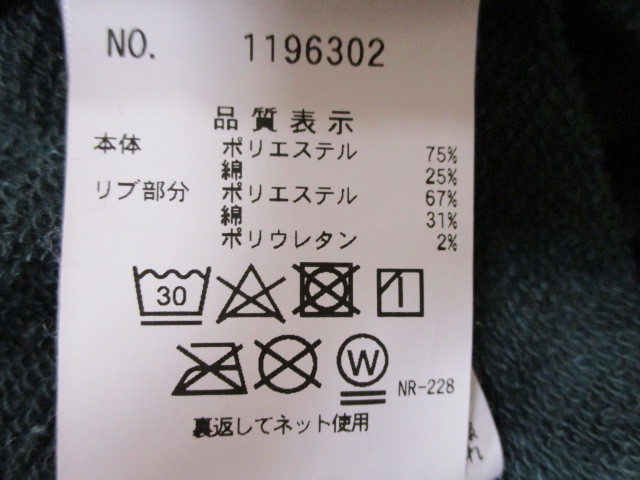 NO. 1196302
品質表示
本体 ポリエステル 75%
綿 25%
リブ部分 ポリエステル 67%
綿 31%
ポリウレタン 2%
30
W
NR-228
裏返してネット使用
れ